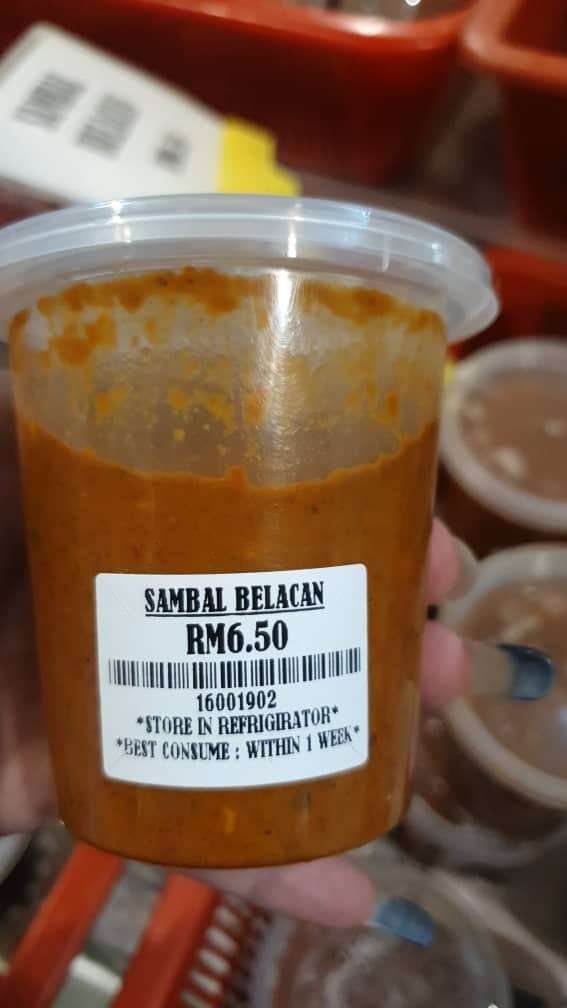 SAMBAL BELACAN
RM6.50
16001902
*STORE IN REFRIGIRATOR*
*BEST CONSUME : WITHIN 1 WEEK*